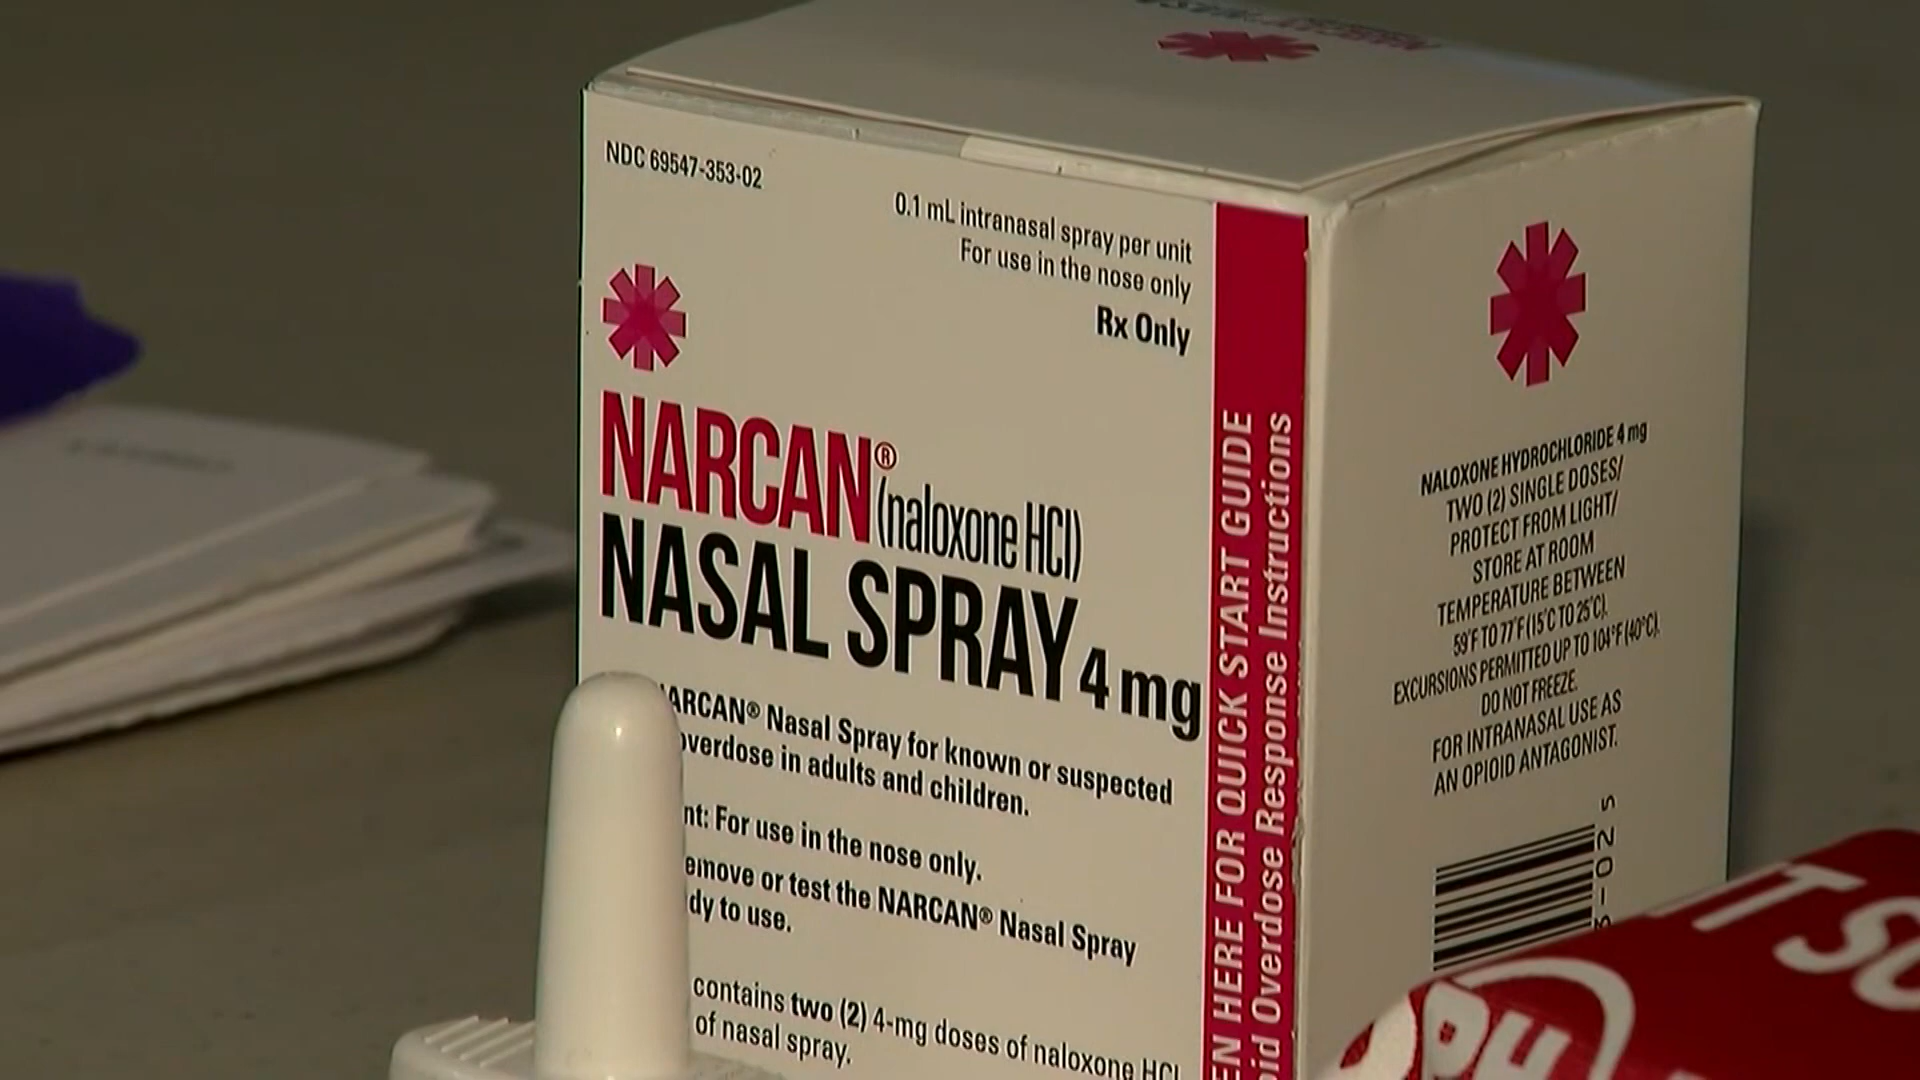 NDC 69547-353-02
0.1 mL intranasal spray per unit
For use in the nose only
Rx Only
NARCAN® (naloxone HCl)
NASAL SPRAY 4 mg
NARCAN® Nasal Spray for known or suspected
overdose in adults and children.
nt: For use in the nose only.
emove or test the NARCAN® Nasal Spray
dy to use.
contains two (2) 4-mg doses of naloxone HCl
of nasal spray.
EN HERE FOR QUICK START GUIDE
oid Overdose Response Instructions
NALOXONE HYDROCHLORIDE 4 mg
TWO (2) SINGLE DOSES/
PROTECT FROM LIGHT/
STORE AT ROOM
TEMPERATURE BETWEEN
59°F TO 77°F (15°C TO 25°C).
EXCURSIONS PERMITTED UP TO 104°F (40°C).
DO NOT FREEZE.
FOR INTRANASAL USE AS
AN OPIOID ANTAGONIST.